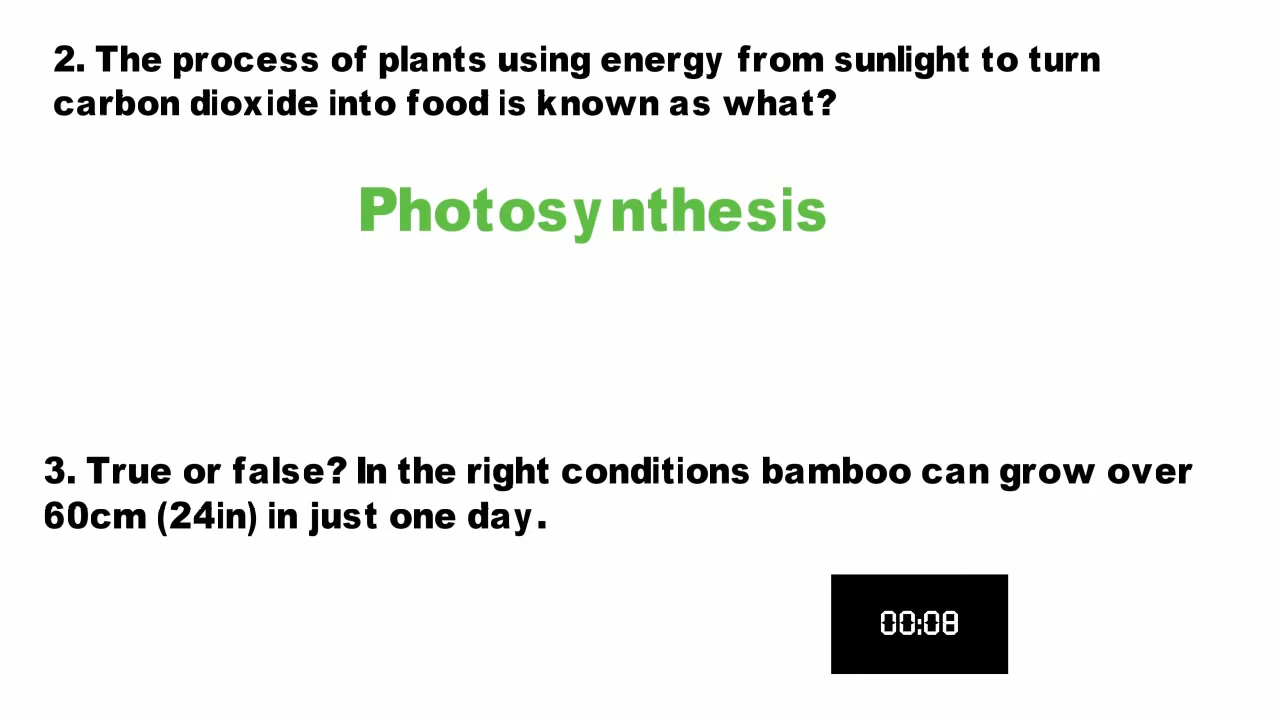 2. The process of plants using energy from sunlight to turn
carbon dioxide into food is known as what?
Photosynthesis
3. True or false? In the right conditions bamboo can grow over
60cm (24in) in just one day.
00:08